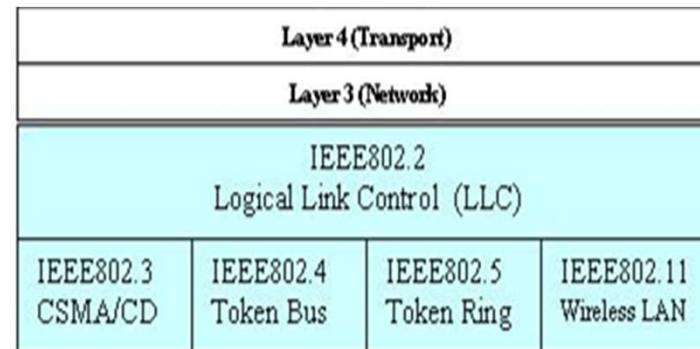 Layer 4 (Transport)
Layer 3 (Network)
IEEE802.2
Logical Link Control (LLC)
IEEE802.3
CSMA/CD
IEEE802.4
Token Bus
IEEE802.5
Token Ring
IEEE802.11
Wireless LAN